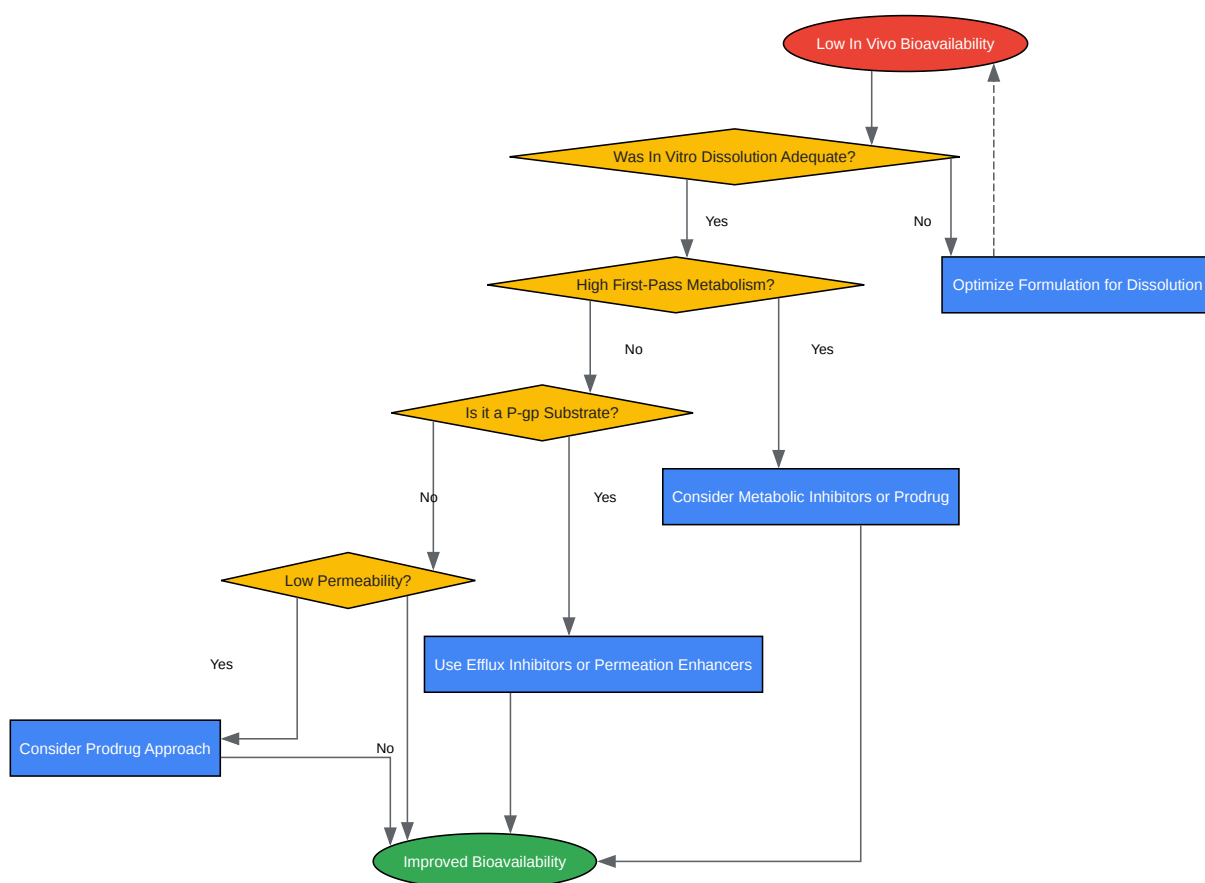 Low In Vivo Bioavailability
Was In Vitro Dissolution Adequate?
Yes
No
High First-Pass Metabolism?
Optimize Formulation for Dissolution
No
Yes
Is it a P-gp Substrate?
No
Yes
Consider Metabolic Inhibitors or Prodrug
Low Permeability?
Yes
Use Efflux Inhibitors or Permeation Enhancers
Consider Prodrug Approach
No
Improved Bioavailability